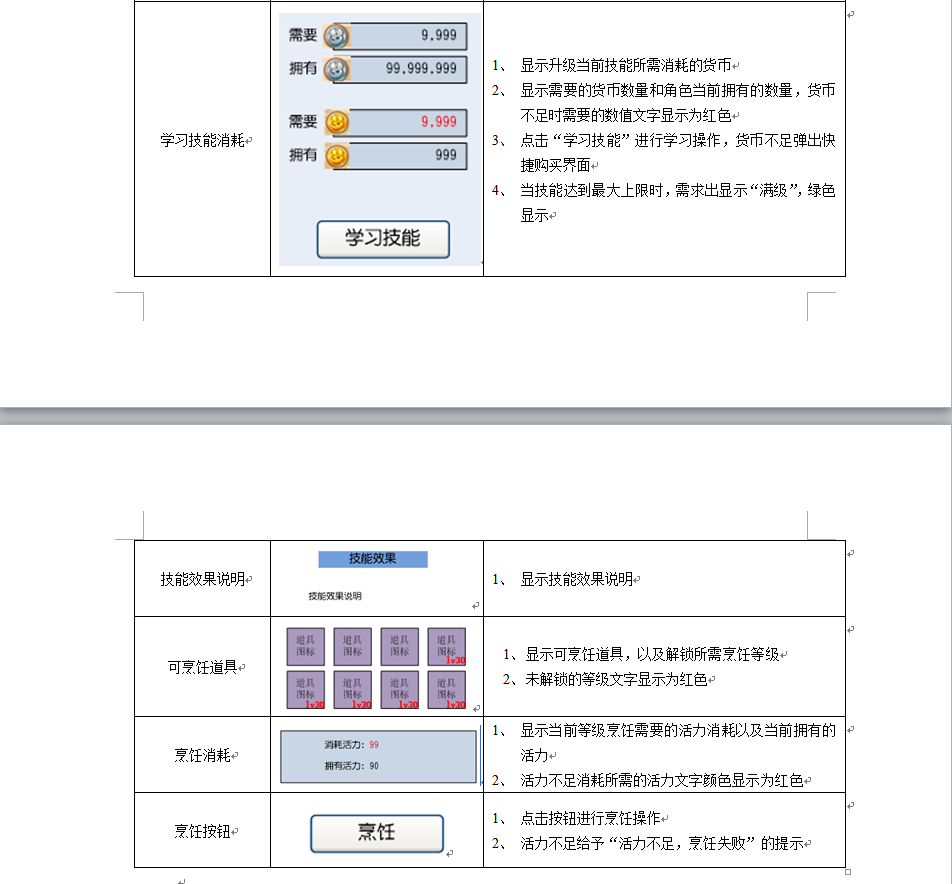 学习技能消耗
需要 9.999
拥有 99.999.999
需要 9.999
拥有 999
学习技能
1、 显示升级当前技能所需消耗的货币
2、 显示需要的货币数量和角色当前拥有的数量，货币
不足时需要的数值文字显示为红色
3、 点击“学习技能”进行学习操作，货币不足弹出快
捷购买界面
4、 当技能达到最大上限时，需求出显示“满级”，绿色
显示
技能效果说明
技能效果
技能效果说明
1、 显示技能效果说明
可烹饪道具
道具 道具 道具 道具
图标 图标 图标 图标
lv30
道具 道具 道具 道具
图标 图标 图标 图标
lv30 lv30 lv30 lv30
1、显示可烹饪道具，以及解锁所需烹饪等级
2、未解锁的等级文字显示为红色
烹饪消耗
消耗活力：99
拥有活力：90
1、 显示当前等级烹饪需要的活力消耗以及当前拥有的
活力
2、 活力不足消耗所需的活力文字颜色显示为红色
烹饪按钮
烹饪
1、 点击按钮进行烹饪操作
2、 活力不足给予“活力不足，烹饪失败”的提示